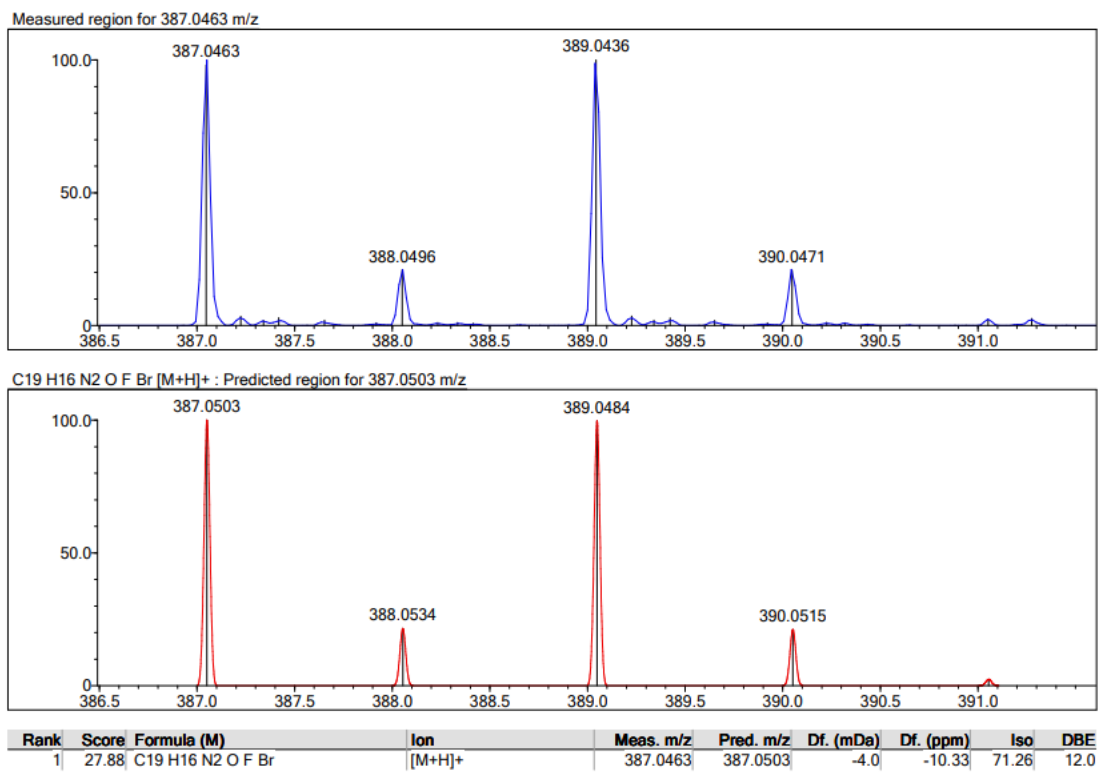 Measured region for 387.0463 m/z
387.0463
389.0436
100.0
50.0
388.0496
390.0471
0
386.5 387.0 387.5 388.0 388.5 389.0 389.5 390.0 390.5 391.0
C19 H16 N2 O F Br [M+H]+ : Predicted region for 387.0503 m/z
387.0503
389.0484
100.0
50.0
388.0534
390.0515
0
386.5 387.0 387.5 388.0 388.5 389.0 389.5 390.0 390.5 391.0
Rank Score Formula (M) Ion Meas. m/z Pred. m/z Df. (mDa) Df. (ppm) Iso DBE
1 27.88 C19 H16 N2 O F Br [M+H]+ 387.0463 387.0503 -4.0 -10.33 71.26 12.0